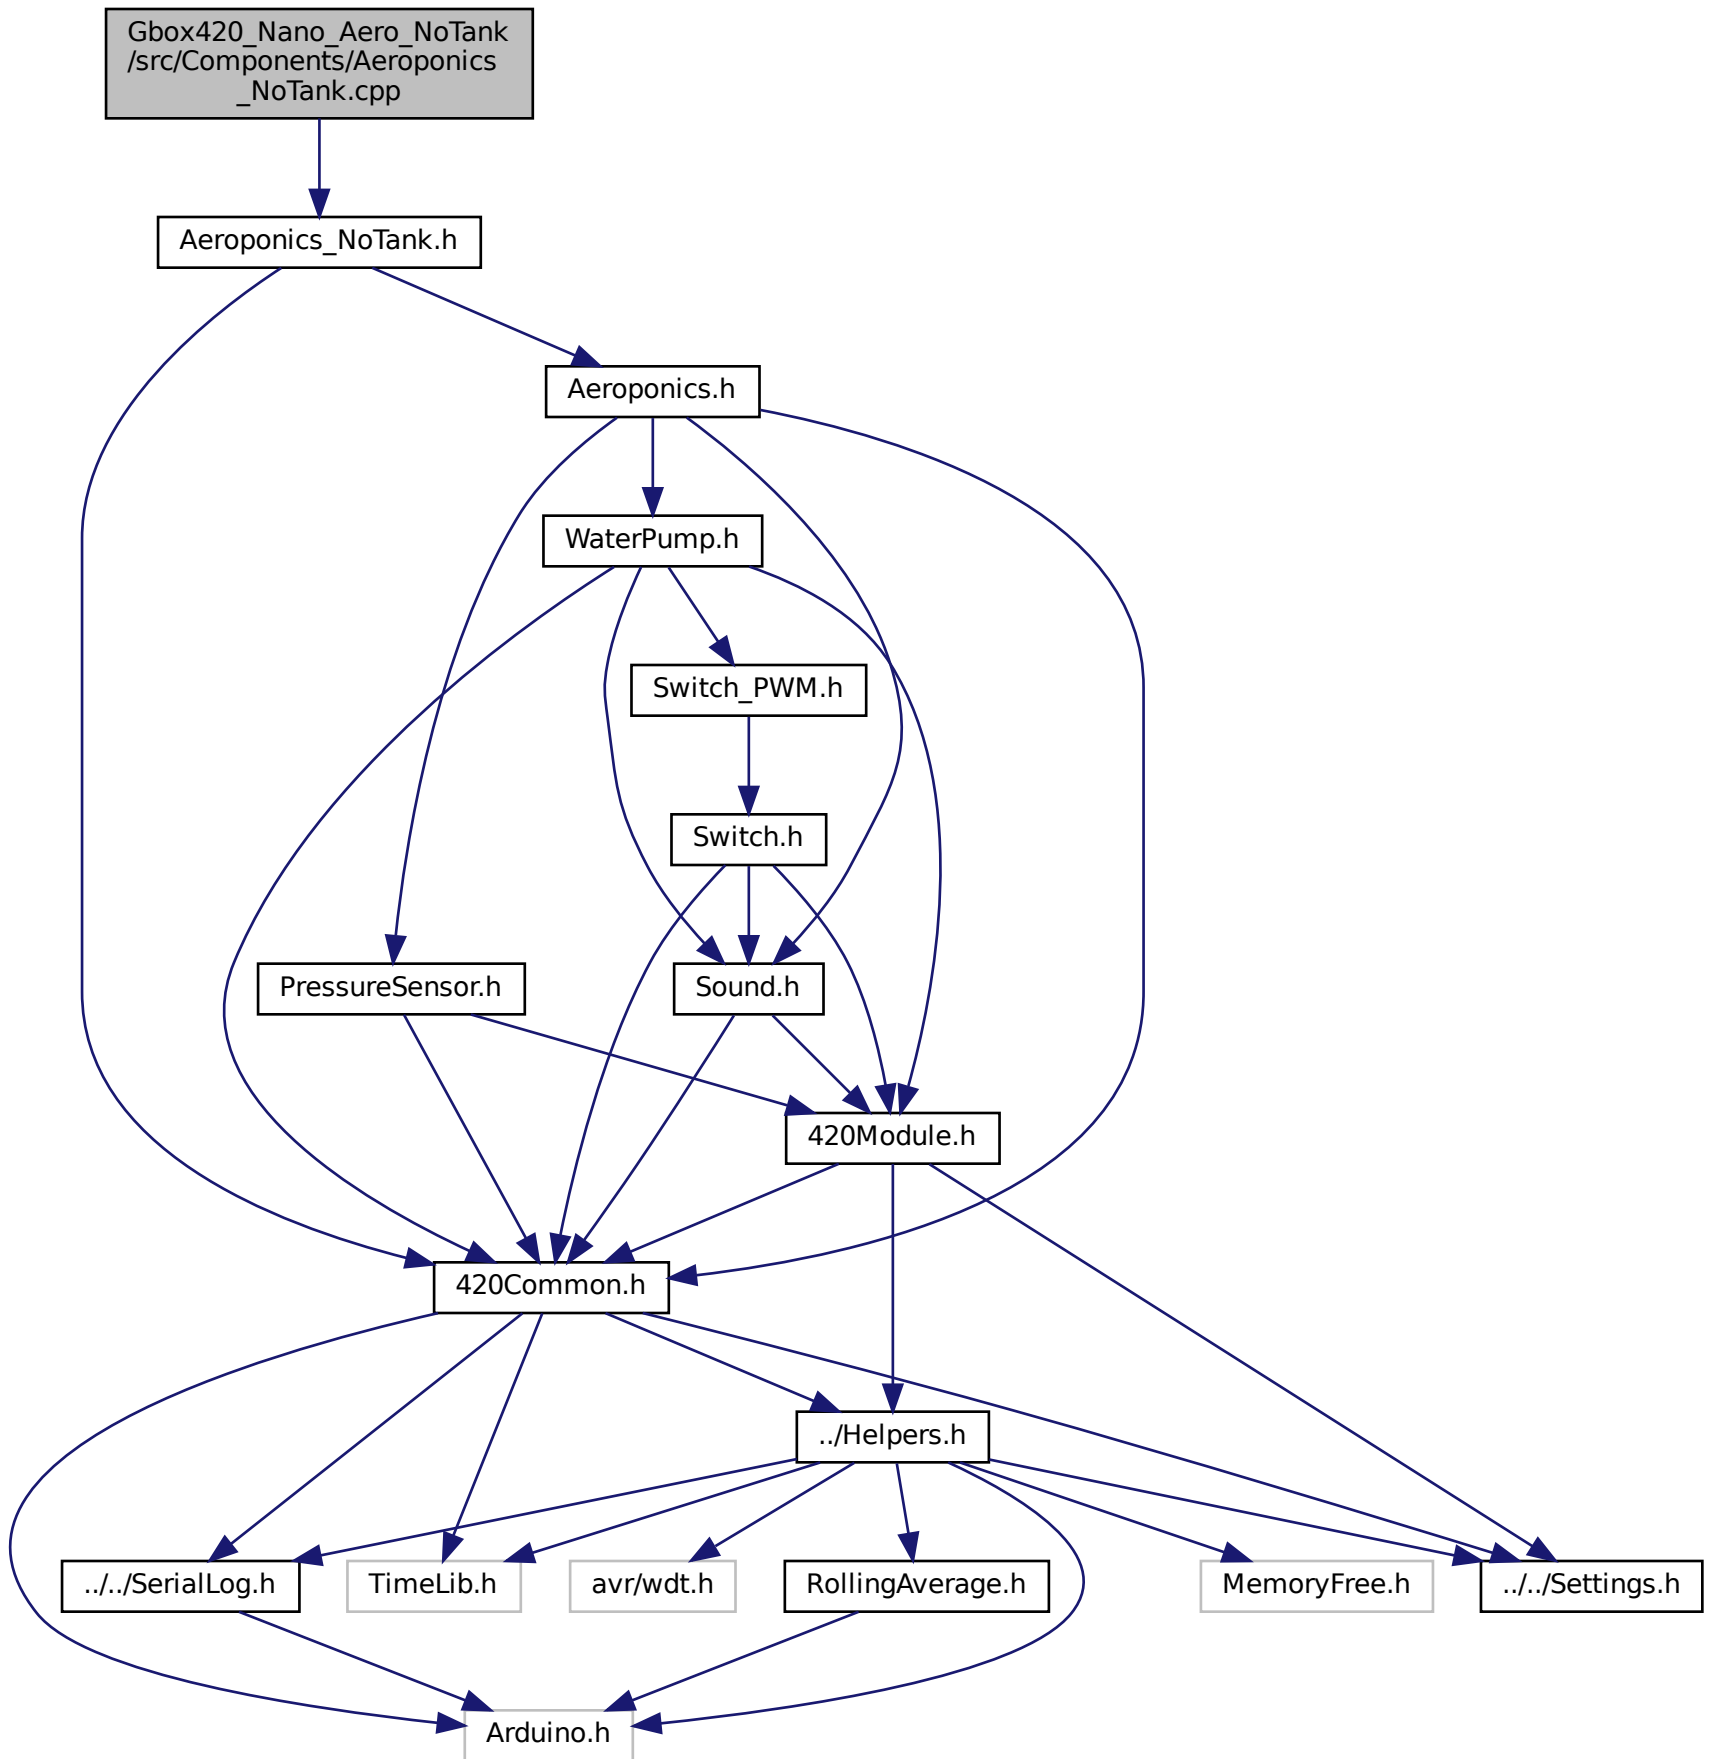 Gbox420_Nano_Aero_NoTank
/src/Components/Aeroponics
_NoTank.cpp
Aeroponics_NoTank.h
Aeroponics.h
WaterPump.h
Switch_PWM.h
Switch.h
PressureSensor.h
Sound.h
420Module.h
420Common.h
../Helpers.h
../../SerialLog.h
TimeLib.h
avr/wdt.h
RollingAverage.h
MemoryFree.h
../../Settings.h
Arduino.h